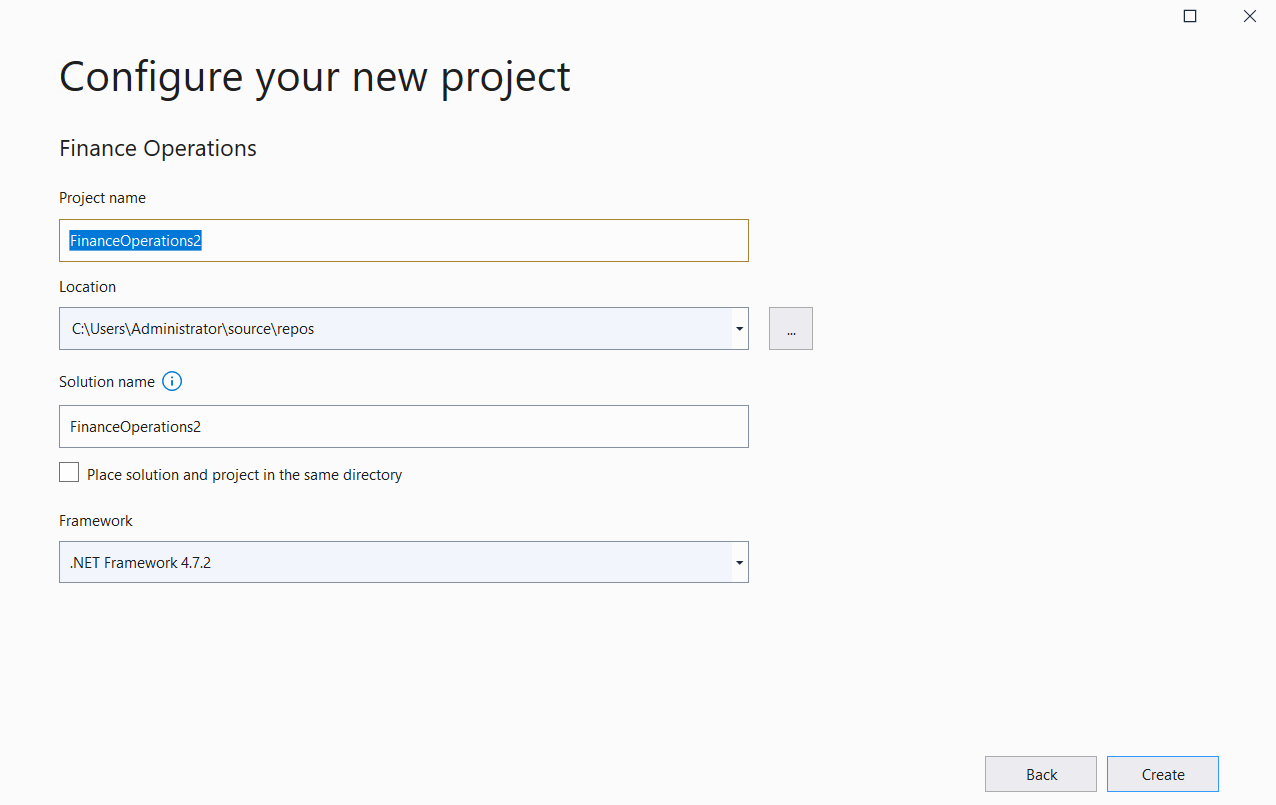 Configure your new project
Finance Operations
Project name
FinanceOperations2
Location
C:\Users\Administrator\source\repos
...
Solution name
FinanceOperations2
Place solution and project in the same directory
Framework
.NET Framework 4.7.2
Back
Create